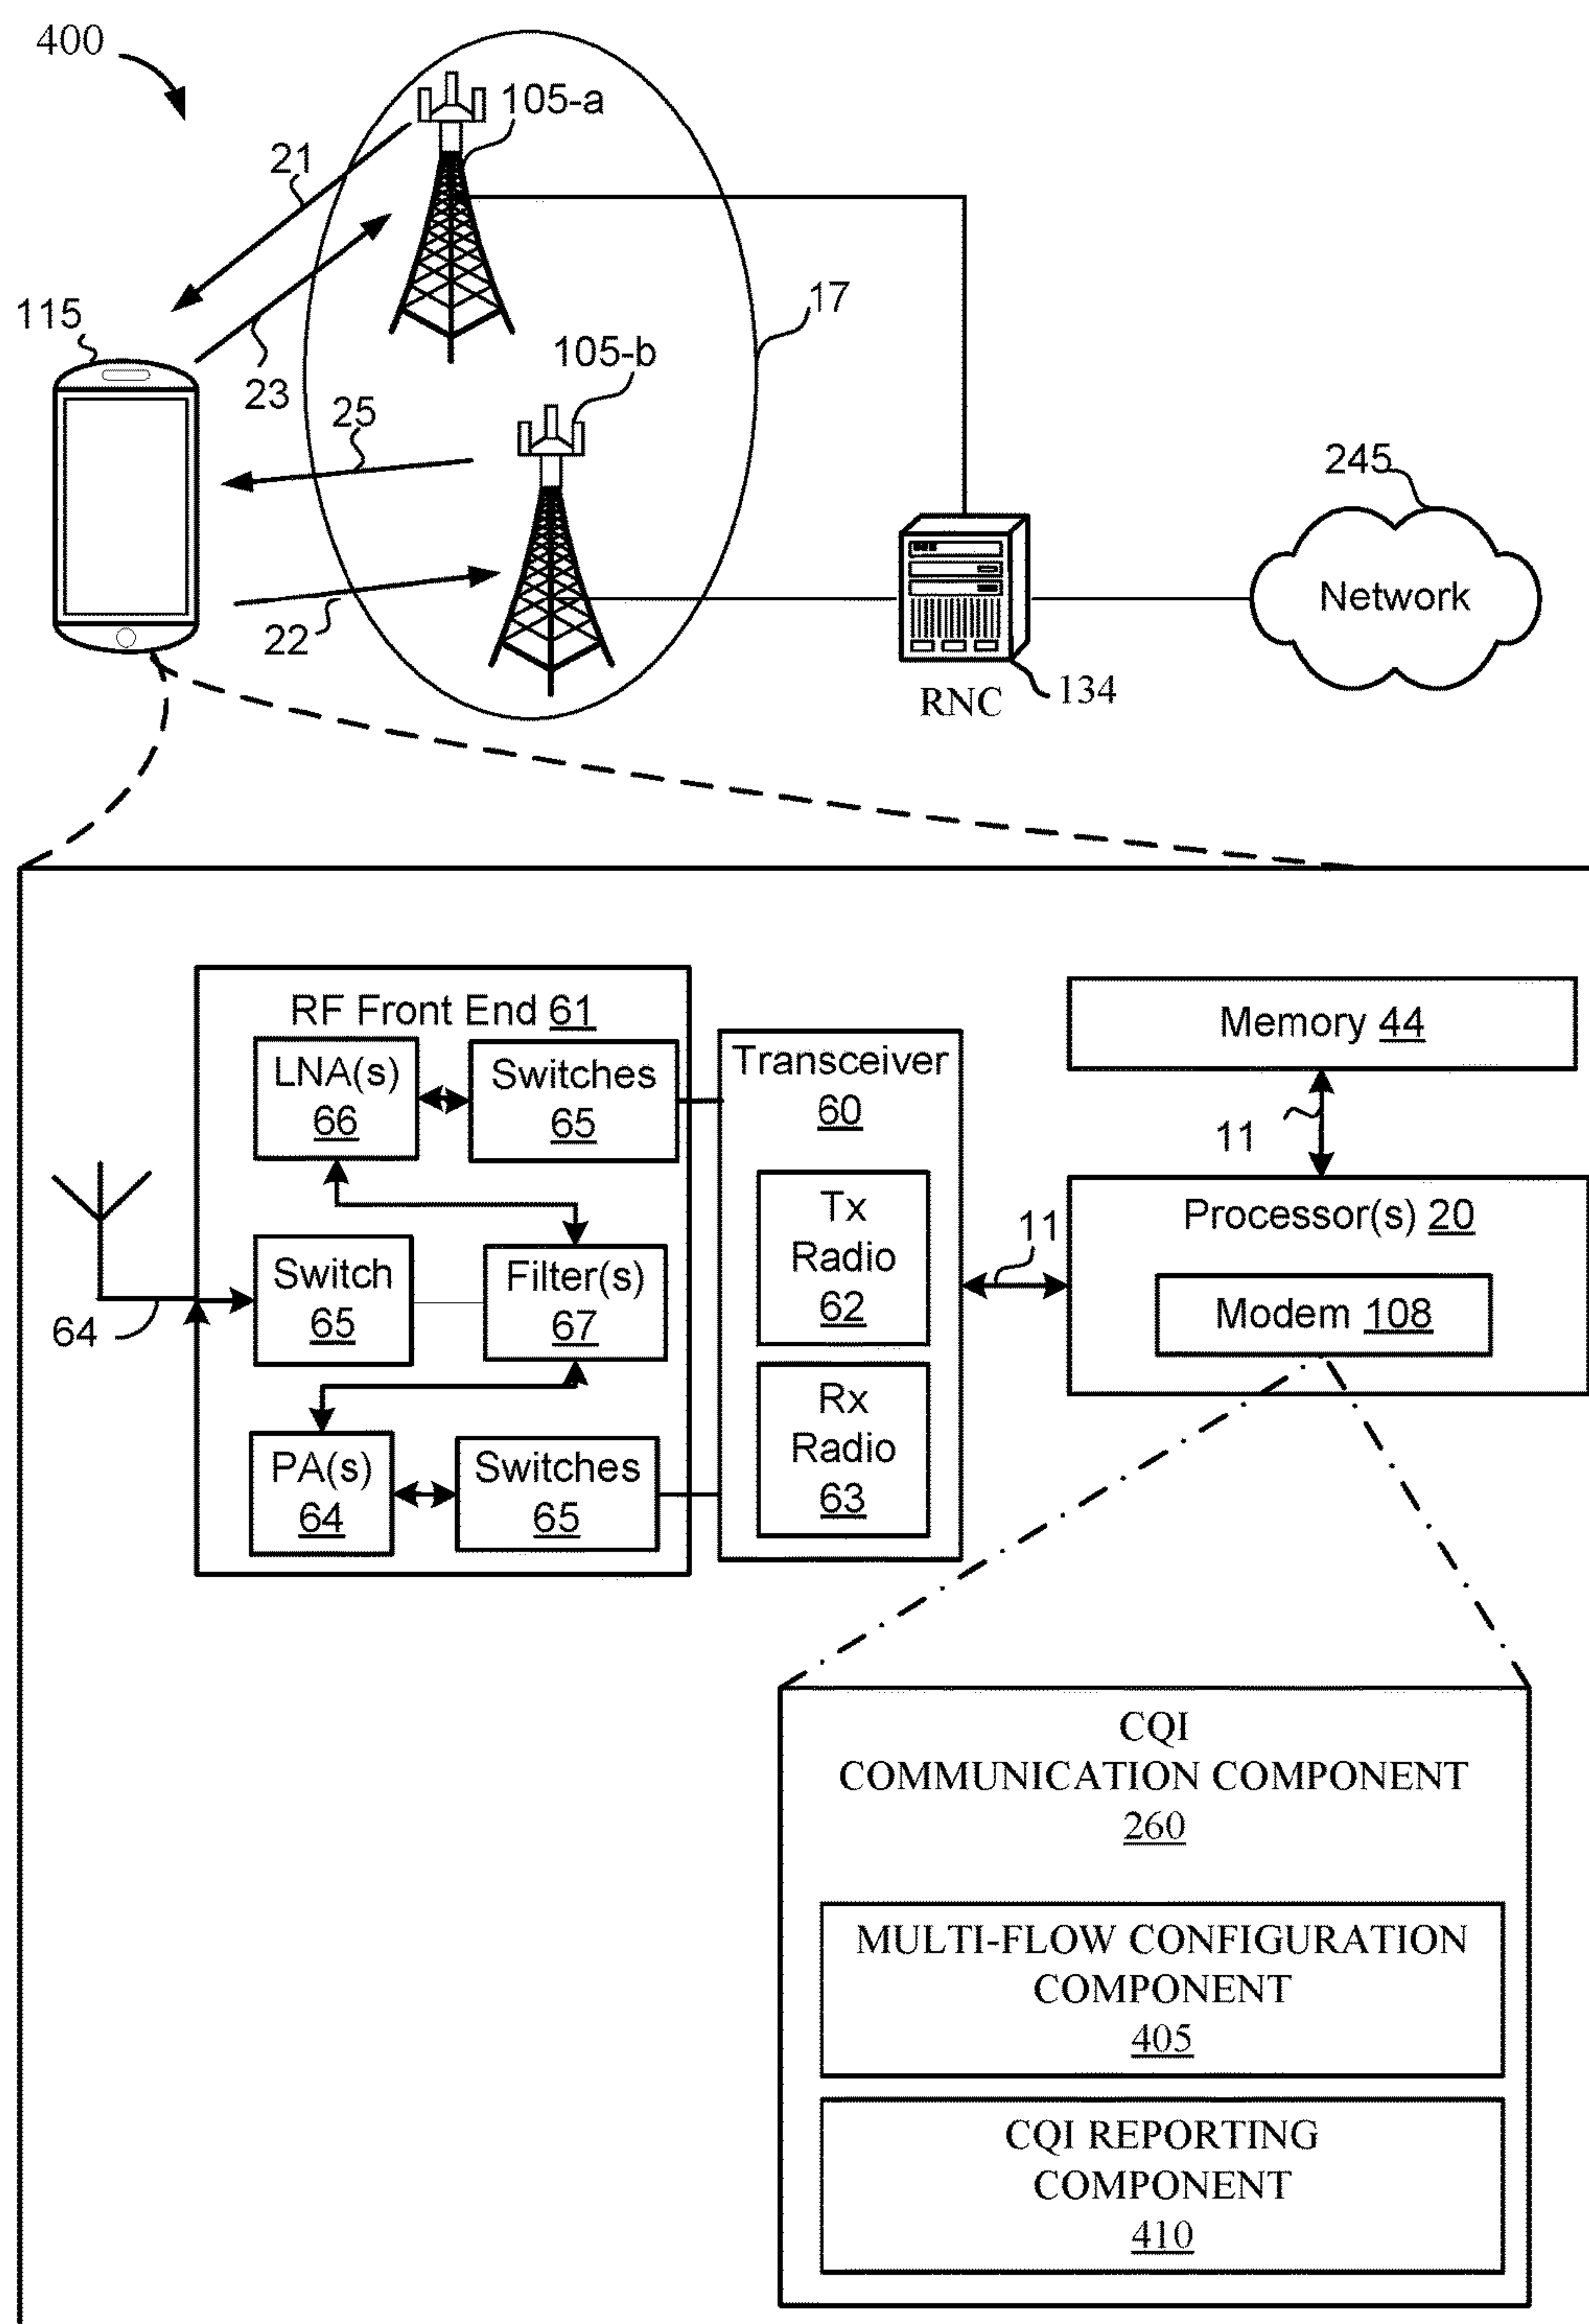 400
105-a
21
17
115
105-b
23
25
245
Network
22
134
RNC
RF Front End 61
Memory 44
LNA(s)
66
Switches
65
Transceiver
60
11
Tx
Radio
62
Processor(s) 20
11
Switch
65
Filter(s)
67
Modem 108
64
Rx
Radio
63
PA(s)
64
Switches
65
CQI
COMMUNICATION COMPONENT
260
MULTI-FLOW CONFIGURATION
COMPONENT
405
CQI REPORTING
COMPONENT
410